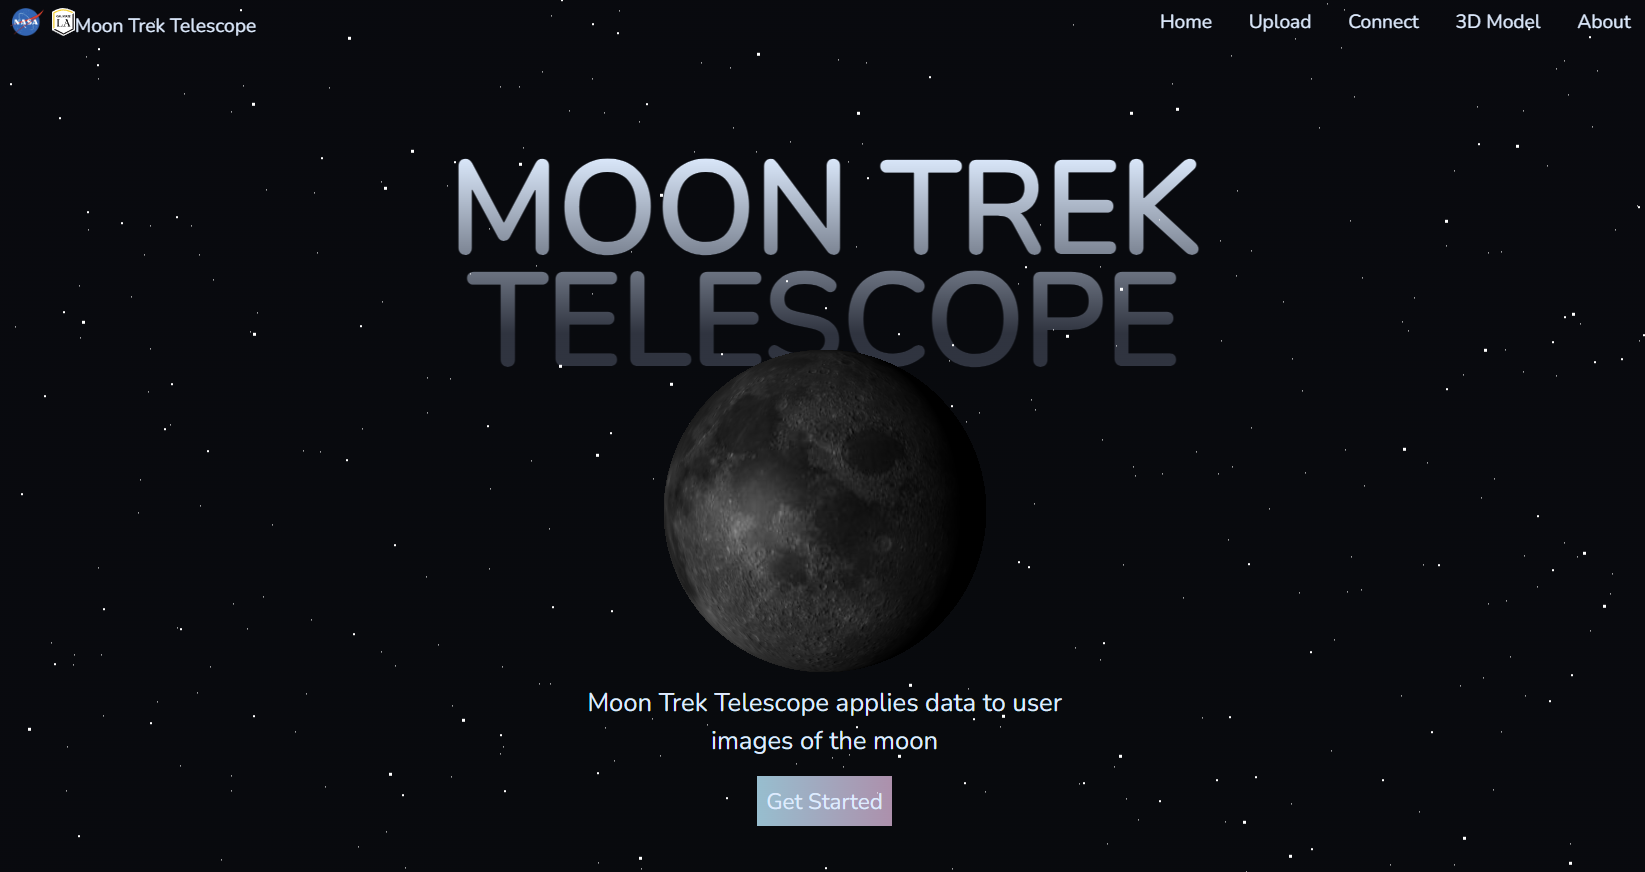 NASA
LA
Moon Trek Telescope
Home
Upload
Connect
3D Model
About
MOON TREK
TELESCOPE
Moon Trek Telescope applies data to user
images of the moon
Get Started